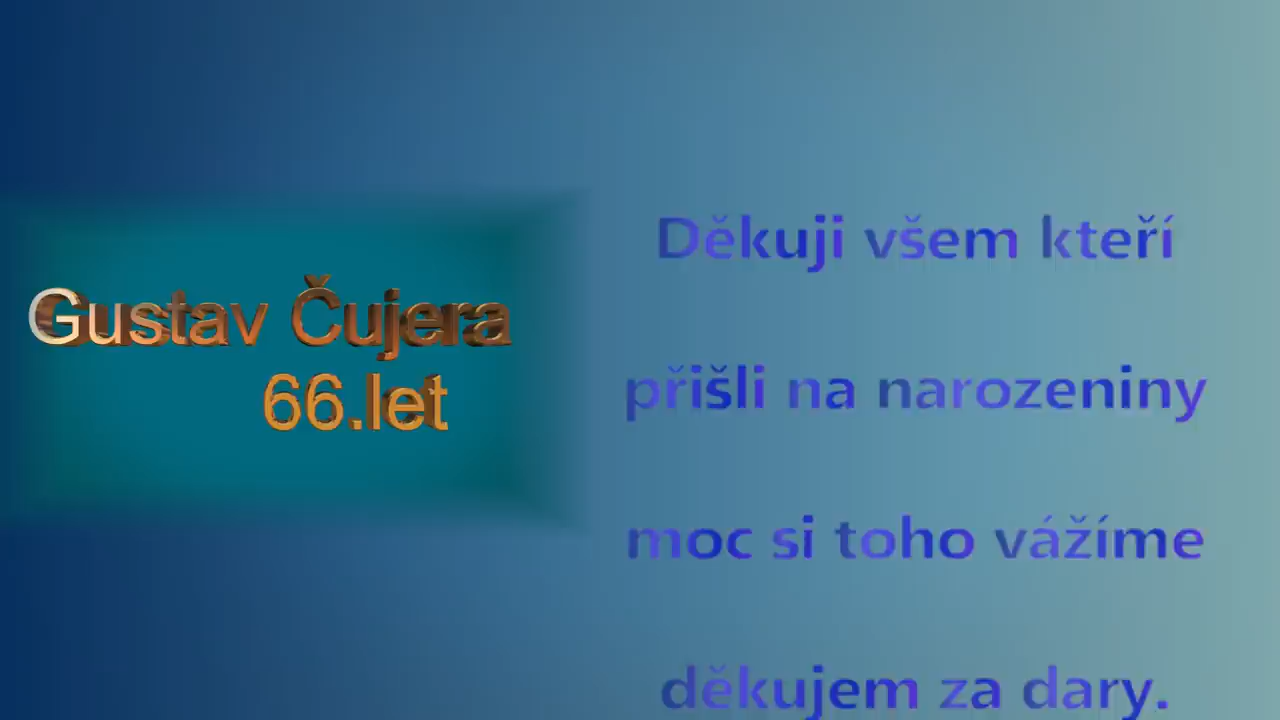 Gustav Čujera
66.let
Děkuji všem kteří
přišli na narozeniny
moc si toho vážíme
děkujem za dary.